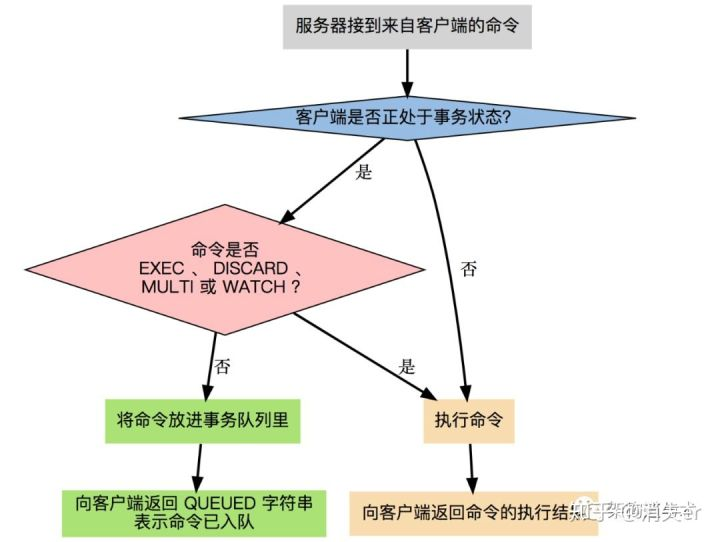 服务器接到来自客户端的命令
客户端是否正处于事务状态?
是
命令是否
EXEC 、 DISCARD 、
MULTI 或 WATCH ?
否
否
是
将命令放进事务队列里
执行命令
向客户端返回 QUEUED 字符串
表示命令已入队
向客户端返回命令的执行结
知乎 @消失er